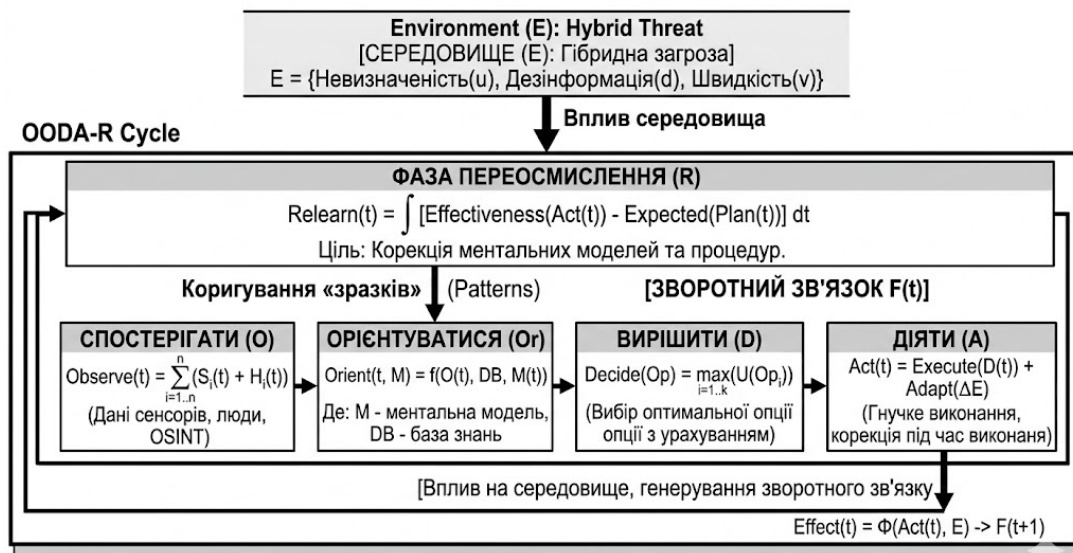 Environment (E): Hybrid Threat
[СЕРЕДОВИЩЕ (E): Гібридна загроза]
E = {Невизначеність(u), Дезінформація(d), Швидкість(v)}
Вплив середовища
OODA-R Cycle
ФАЗА ПЕРЕОСМИСЛЕННЯ (R)
Relearn(t) = ∫ [Effectiveness(Act(t)) - Expected(Plan(t))] dt
Ціль: Корекція ментальних моделей та процедур.
Коригування «зразків» (Patterns)
[ЗВОРОТНИЙ ЗВ'ЯЗОК F(t)]
СПОСТЕРІГАТИ (O)
Observe(t) = n∑i=1..n (Si(t) + Hi(t))
(Дані сенсорів, люди,
OSINT)
ОРІЄНТУВАТИСЯ (Or)
Orient(t, M) = f(O(t), DB, M(t))
Де: M - ментальна модель,
DB - база знань
ВИРІШИТИ (D)
Decide(Op) = max i=1..k (U(Opi))
(Вибір оптимальної опції
опції з урахуванням)
ДІЯТИ (A)
Act(t) = Execute(D(t)) +
Adapt(ΔE)
(Гнучке виконання,
корекція під час виконаня)
[Вплив на середовище, генерування зворотного зв'язку
Effect(t) = Φ(Act(t), E) -> F(t+1)